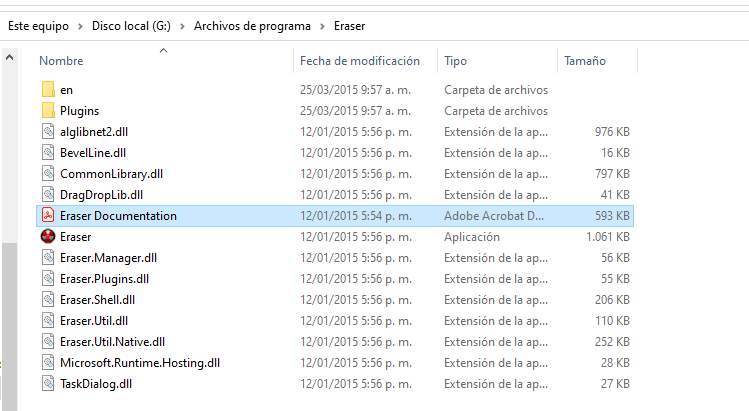 Este equipo > Disco local (G:) > Archivos de programa > Eraser
Nombre Fecha de modificación Tipo Tamaño
en 25/03/2015 9:57 a. m. Carpeta de archivos
Plugins 25/03/2015 9:57 a. m. Carpeta de archivos
alglibnet2.dll 12/01/2015 5:56 p. m. Extensión de la ap... 976 KB
BevelLine.dll 12/01/2015 5:56 p. m. Extensión de la ap... 16 KB
CommonLibrary.dll 12/01/2015 5:56 p. m. Extensión de la ap... 797 KB
DragDropLib.dll 12/01/2015 5:56 p. m. Extensión de la ap... 41 KB
Eraser Documentation 12/01/2015 5:54 p. m. Adobe Acrobat D... 593 KB
Eraser 12/01/2015 5:56 p. m. Aplicación 1.061 KB
Eraser.Manager.dll 12/01/2015 5:56 p. m. Extensión de la ap... 56 KB
Eraser.Plugins.dll 12/01/2015 5:56 p. m. Extensión de la ap... 55 KB
Eraser.Shell.dll 12/01/2015 5:56 p. m. Extensión de la ap... 206 KB
Eraser.Util.dll 12/01/2015 5:56 p. m. Extensión de la ap... 110 KB
Eraser.Util.Native.dll 12/01/2015 5:56 p. m. Extensión de la ap... 252 KB
Microsoft.Runtime.Hosting.dll 12/01/2015 5:56 p. m. Extensión de la ap... 28 KB
TaskDialog.dll 12/01/2015 5:56 p. m. Extensión de la ap... 27 KB